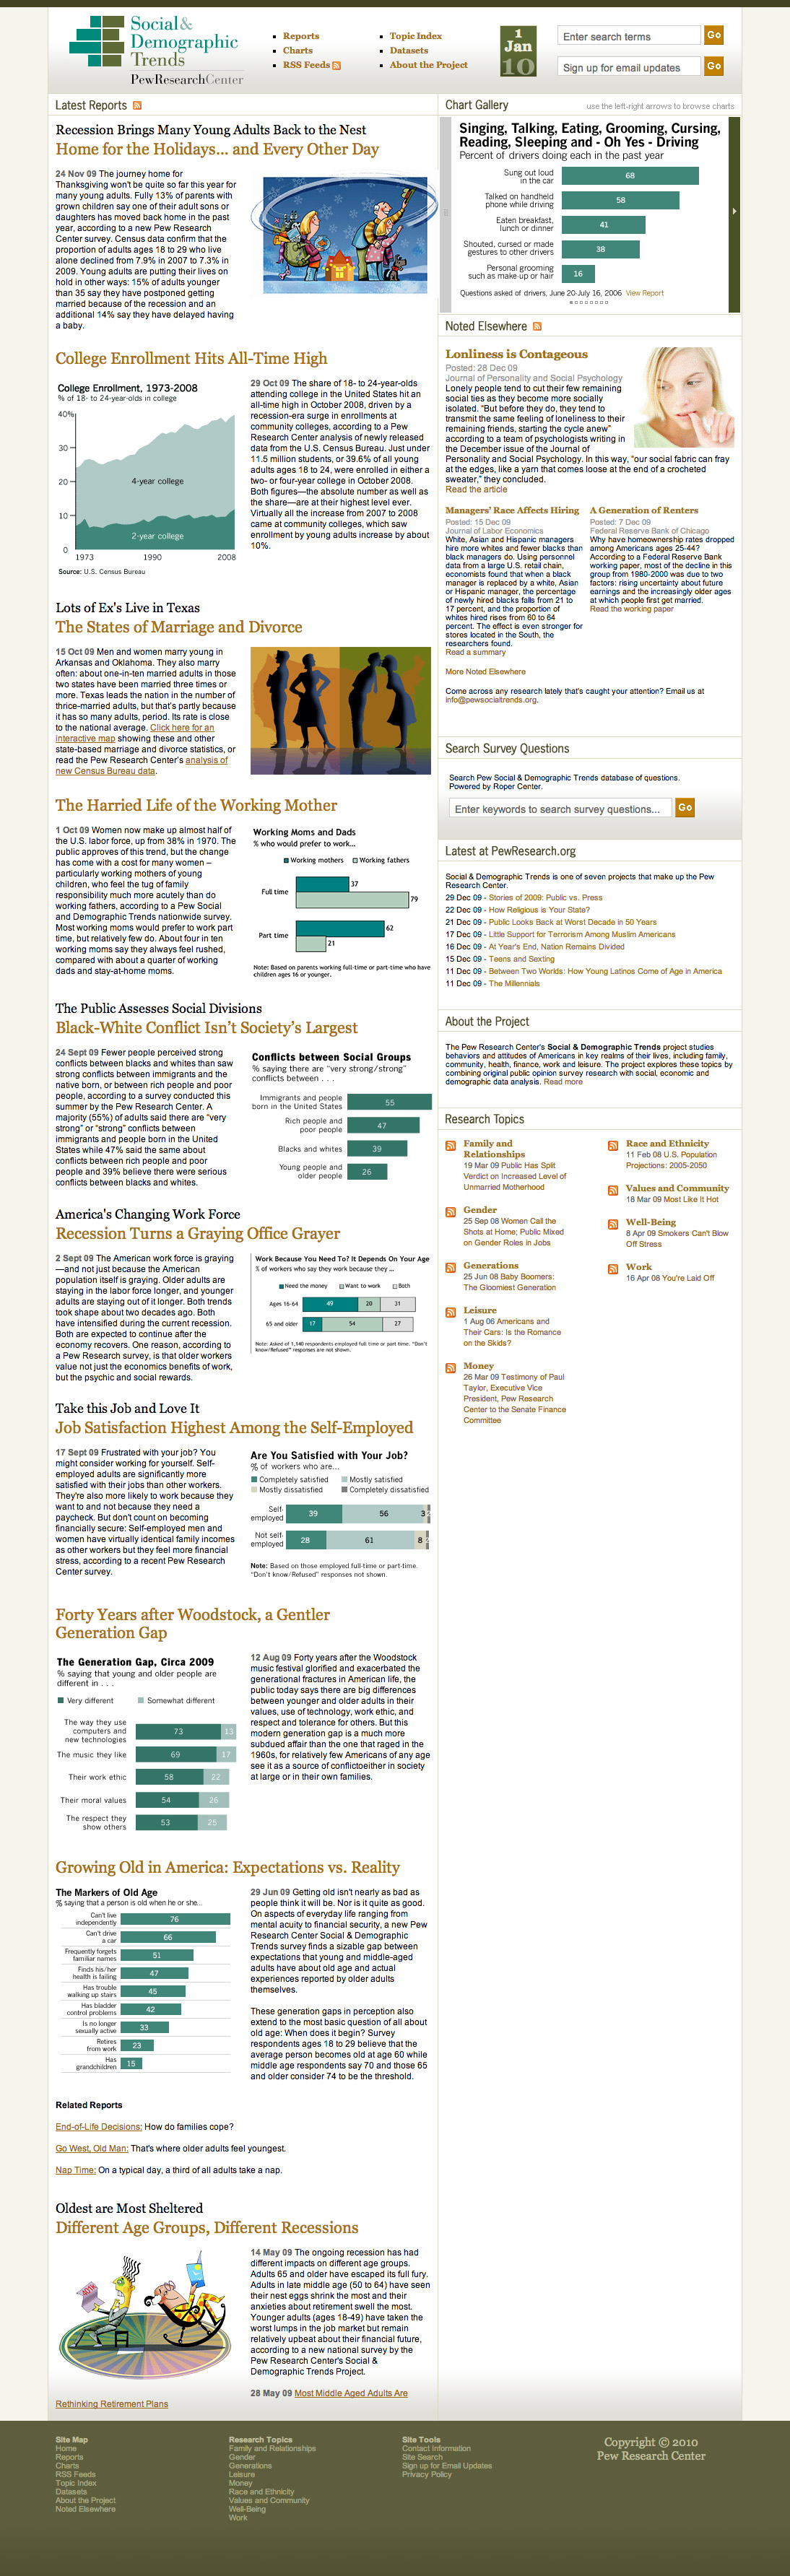 Social &
Demographic
Trends
PewResearchCenter
Reports
Charts
RSS Feeds
Topic Index
Datasets
About the Project
1
Jan
10
Enter search terms
Go
Sign up for email updates
Go
Latest Reports
Recession Brings Many Young Adults Back to the Nest
Home for the Holidays... and Every Other Day
24 Nov 09 The journey home for
Thanksgiving won't be quite so far this year for
many young adults. Fully 13% of parents with
grown children say one of their adult sons or
daughters has moved back home in the past
year, according to a new Pew Research
Center survey. Census data confirm that the
proportion of adults ages 18 to 29 who live
alone declined from 7.9% in 2007 to 7.3% in
2009. Young adults are putting their lives on
hold in other ways: 15% of adults younger
than 35 say they have postponed getting
married because of the recession and an
additional 14% say they have delayed having
a baby.
College Enrollment Hits All-Time High
College Enrollment, 1973-2008
% of 18- to 24-year-olds in college
40%
30
20
10
0
4-year college
2-year college
1973 1990 2008
Source: U.S. Census Bureau
29 Oct 09 The share of 18- to 24-year-olds
attending college in the United States hit an
all-time high in October 2008, driven by a
recession-era surge in enrollments at
community colleges, according to a Pew
Research Center analysis of newly released
data from the U.S. Census Bureau. Just under
11.5 million students, or 39.6% of all young
adults ages 18 to 24, were enrolled in either a
two- or four-year college in October 2008.
Both figures—the absolute number as well as
the share—are at their highest level ever.
Virtually all the increase from 2007 to 2008
came at community colleges, which saw
enrollment by young adults increase by about
10%.
Lots of Ex's Live in Texas
The States of Marriage and Divorce
15 Oct 09 Men and women marry young in
Arkansas and Oklahoma. They also marry
often: about one-in-ten married adults in those
two states have been married three times or
more. Texas leads the nation in the number of
thrice-married adults, but that's partly because
it has so many adults, period. Its rate is close
to the national average. Click here for an
interactive map showing these and other
state-based marriage and divorce statistics, or
read the Pew Research Center's analysis of
new Census Bureau data.
The Harried Life of the Working Mother
1 Oct 09 Women now make up almost half of
the U.S. labor force, up from 38% in 1970. The
public approves of this trend, but the change
has come with a cost for many women –
particularly working mothers of young
children, who feel the tug of family
responsibility much more acutely than do
working fathers, according to a Pew Social
and Demographic Trends nationwide survey.
Most working moms would prefer to work part
time, but relatively few do. About four in ten
working moms say they always feel rushed,
compared with about a quarter of working
dads and stay-at-home moms.
Working Moms and Dads
% who would prefer to work...
Working mothers Working fathers
Full time 37
79
Part time 62
21
Note: Based on parents working full-time or part-time who have
children ages 16 or younger.
The Public Assesses Social Divisions
Black-White Conflict Isn't Society's Largest
24 Sept 09 Fewer people perceived strong
conflicts between blacks and whites than saw
strong conflicts between immigrants and the
native born, or between rich people and poor
people, according to a survey conducted this
summer by the Pew Research Center. A
majority (55%) of adults said there are "very
strong" or "strong" conflicts between
immigrants and people born in the United
States while 47% said the same about
conflicts between rich people and poor
people and 39% believe there were serious
conflicts between blacks and whites.
Conflicts between Social Groups
% saying there are "very strong/strong"
conflicts between . . .
Immigrants and people
born in the United States 55
Rich people and
poor people 47
Blacks and whites 39
Young people and
older people 26
America's Changing Work Force
Recession Turns a Graying Office Grayer
2 Sept 09 The American work force is graying
—and not just because the American
population itself is graying. Older adults are
staying in the labor force longer, and younger
adults are staying out of it longer. Both trends
took shape about two decades ago. Both
have intensified during the current recession.
Both are expected to continue after the
economy recovers. One reason, according to
a Pew Research survey, is that older workers
value not just the economics benefits of work,
but the psychic and social rewards.
Work Because You Need To? It Depends On Your Age
% of workers who say they work because they ...
Need the money Want to work Both
Ages 16-64 49 20 31
65 and older 17 54 27
Note: Asked of 1,140 respondents employed full time or part time. "Don't
know/Refused" responses are not shown.
Take this Job and Love It
Job Satisfaction Highest Among the Self-Employed
17 Sept 09 Frustrated with your job? You
might consider working for yourself. Self-
employed adults are significantly more
satisfied with their jobs than other workers.
They're also more likely to work because they
want to and not because they need a
paycheck. But don't count on becoming
financially secure: Self-employed men and
women have virtually identical family incomes
as other workers but they feel more financial
stress, according to a recent Pew Research
Center survey.
Are You Satisfied with Your Job?
% of workers who are...
Completely satisfied Mostly satisfied
Mostly dissatisfied Completely dissatisfied
Self-
employed 39 56 3
Not self-
employed 28 61 8
Note: Based on those employed full-time or part-time.
"Don't know/Refused" responses not shown.
Forty Years after Woodstock, a Gentler
Generation Gap
The Generation Gap, Circa 2009
% saying that young and older people are
different in . . .
Very different Somewhat different
The way they use
computers and
new technologies 73 13
The music they like 69 17
Their work ethic 58 22
Their moral values 54 26
The respect they
show others 53 25
12 Aug 09 Forty years after the Woodstock
music festival glorified and exacerbated the
generational fractures in American life, the
public today says there are big differences
between younger and older adults in their
values, use of technology, work ethic, and
respect and tolerance for others. But this
modern generation gap is a much more
subdued affair than the one that raged in the
1960s, for relatively few Americans of any age
see it as a source of conflictoeither in society
at large or in their own families.
Growing Old in America: Expectations vs. Reality
The Markers of Old Age
% saying that a person is old when he or she...
Can't live
independently 76
Can't drive
a car 66
Frequently forgets
familiar names 51
Finds his/her
health is failing 47
Has trouble
walking up stairs 45
Has bladder
control problems 42
Is no longer
sexually active 33
Retires
from work 23
Has
grandchildren 15
29 Jun 09 Getting old isn't nearly as bad as
people think it will be. Nor is it quite as good.
On aspects of everyday life ranging from
mental acuity to financial security, a new Pew
Research Center Social & Demographic
Trends survey finds a sizable gap between
expectations that young and middle-aged
adults have about old age and actual
experiences reported by older adults
themselves.
These generation gaps in perception also
extend to the most basic question of all about
old age: When does it begin? Survey
respondents ages 18 to 29 believe that the
average person becomes old at age 60 while
middle age respondents say 70 and those 65
and older consider 74 to be the threshold.
Related Reports
End-of-Life Decisions: How do families cope?
Go West, Old Man: That's where older adults feel youngest.
Nap Time: On a typical day, a third of all adults take a nap.
Oldest are Most Sheltered
Different Age Groups, Different Recessions
14 May 09 The ongoing recession has had
different impacts on different age groups.
Adults 65 and older have escaped its full fury.
Adults in late middle age (50 to 64) have seen
their nest eggs shrink the most and their
anxieties about retirement swell the most.
Younger adults (ages 18-49) have taken the
worst lumps in the job market but remain
relatively upbeat about their financial future,
according to a new national survey by the
Pew Research Center's Social &
Demographic Trends Project.
28 May 09 Most Middle Aged Adults Are
Rethinking Retirement Plans
Chart Gallery
use the left-right arrows to browse charts
Singing, Talking, Eating, Grooming, Cursing,
Reading, Sleeping and - Oh Yes - Driving
Percent of drivers doing each in the past year
Sung out loud
in the car 68
Talked on handheld
phone while driving 58
Eaten breakfast,
lunch or dinner 41
Shouted, cursed or made
gestures to other drivers 38
Personal grooming
such as make-up or hair 16
Questions asked of drivers, June 20-July 16, 2006 View Report
Noted Elsewhere
Lonliness is Contageous
Posted: 28 Dec 09
Journal of Personality and Social Psychology
Lonely people tend to cut their few remaining
social ties as they become more socially
isolated. "But before they do, they tend to
transmit the same feeling of loneliness to their
remaining friends, starting the cycle anew"
according to a team of psychologists writing in
the December issue of the Journal of
Personality and Social Psychology. In this way, "our social fabric can fray
at the edges, like a yarn that comes loose at the end of a crocheted
sweater," they concluded.
Read the article
Managers' Race Affects Hiring
Posted: 15 Dec 09
Journal of Labor Economics
White, Asian and Hispanic managers
hire more whites and fewer blacks than
black managers do. Using personnel
data from a large U.S. retail chain,
economists found that when a black
manager is replaced by a white, Asian
or Hispanic manager, the percentage
of newly hired blacks falls from 21 to
17 percent, and the proportion of
whites hired rises from 60 to 64
percent. The effect is even stronger for
stores located in the South, the
researchers found.
Read a summary
A Generation of Renters
Posted: 7 Dec 09
Federal Reserve Bank of Chicago
Why have homeownership rates dropped
among Americans ages 25-44?
According to a Federal Reserve Bank
working paper, most of the decline in this
group from 1980-2000 was due to two
factors: rising uncertainty about future
earnings and the increasingly older ages
at which people first get married.
Read the working paper
More Noted Elsewhere
Come across any research lately that's caught your attention? Email us at
info@pewsocialtrends.org.
Search Survey Questions
Search Pew Social & Demographic Trends database of questions.
Powered by Roper Center.
Enter keywords to search survey questions...
Go
Latest at PewResearch.org
Social & Demographic Trends is one of seven projects that make up the Pew
Research Center.
29 Dec 09 - Stories of 2009: Public vs. Press
22 Dec 09 - How Religious is Your State?
21 Dec 09 - Public Looks Back at Worst Decade in 50 Years
17 Dec 09 - Little Support for Terrorism Among Muslim Americans
16 Dec 09 - At Year's End, Nation Remains Divided
15 Dec 09 - Teens and Sexting
11 Dec 09 - Between Two Worlds: How Young Latinos Come of Age in America
11 Dec 09 - The Millennials
About the Project
The Pew Research Center's Social & Demographic Trends project studies
behaviors and attitudes of Americans in key realms of their lives, including family,
community, health, finance, work and leisure. The project explores these topics by
combining original public opinion survey research with social, economic and
demographic data analysis. Read more
Research Topics
Family and
Relationships
19 Mar 09 Public Has Split
Verdict on Increased Level of
Unmarried Motherhood
Gender
25 Sep 08 Women Call the
Shots at Home; Public Mixed
on Gender Roles in Jobs
Generations
25 Jun 08 Baby Boomers:
The Gloomiest Generation
Leisure
1 Aug 06 Americans and
Their Cars: Is the Romance
on the Skids?
Money
26 Mar 09 Testimony of Paul
Taylor, Executive Vice
President, Pew Research
Center to the Senate Finance
Committee
Race and Ethnicity
11 Feb 08 U.S. Population
Projections: 2005-2050
Values and Community
18 Mar 09 Most Like It Hot
Well-Being
8 Apr 09 Smokers Can't Blow
Off Stress
Work
16 Apr 08 You're Laid Off
Site Map
Home
Reports
Charts
RSS Feeds
Topic Index
Datasets
About the Project
Noted Elsewhere
Research Topics
Family and Relationships
Gender
Generations
Leisure
Money
Race and Ethnicity
Values and Community
Well-Being
Work
Site Tools
Contact Information
Site Search
Sign up for Email Updates
Privacy Policy
Copyright © 2010
Pew Research Center